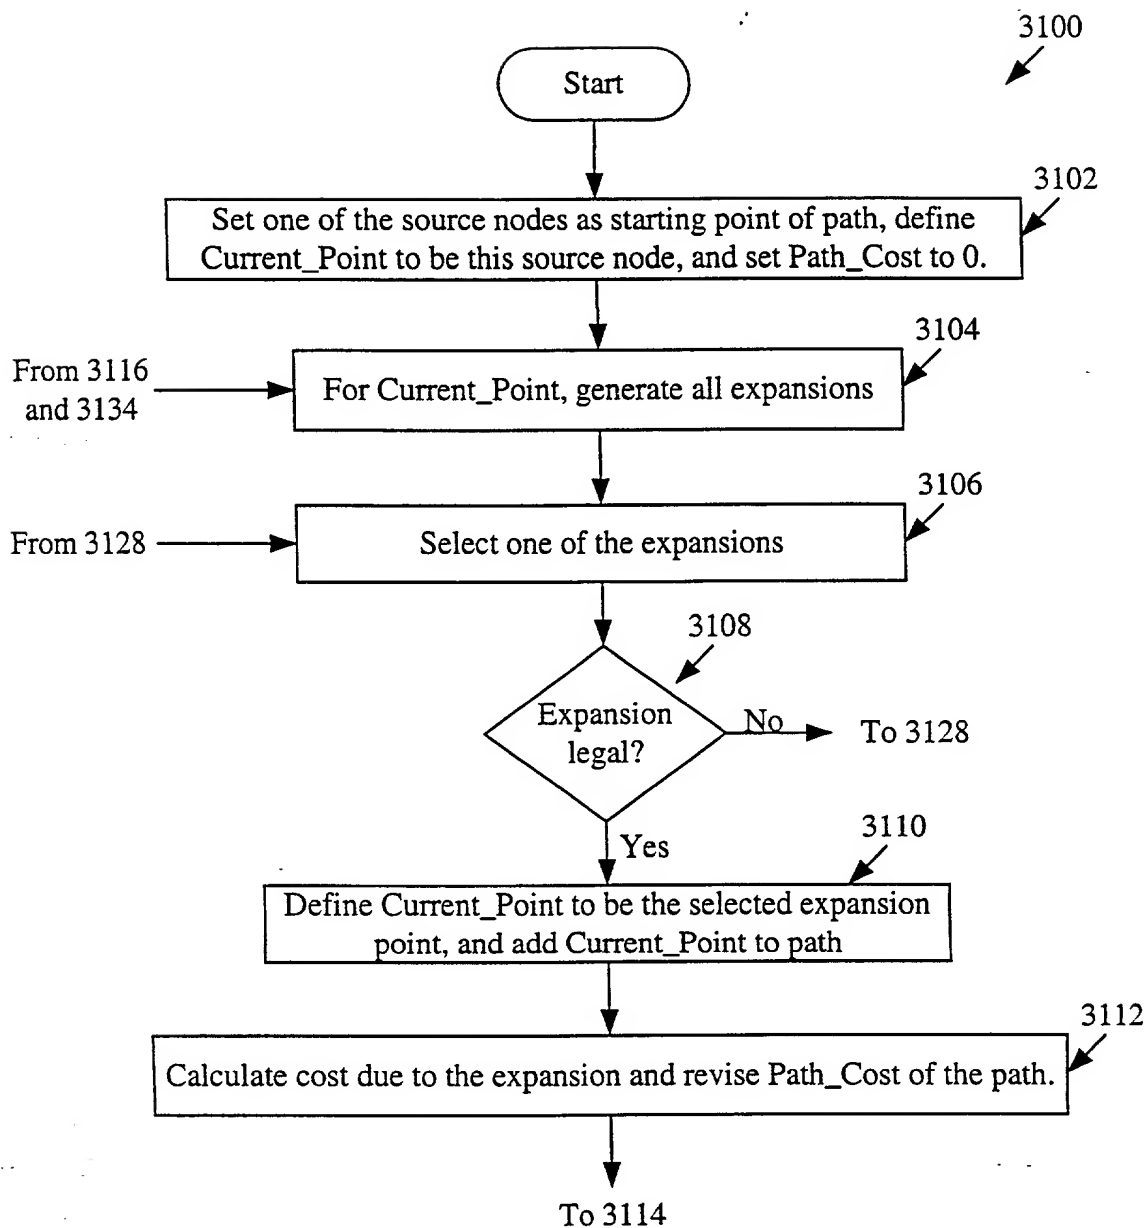 3100
Start
3102
Set one of the source nodes as starting point of path, define
Current_Point to be this source node, and set Path_Cost to 0.
3104
From 3116
and 3134
For Current_Point, generate all expansions
3106
From 3128
Select one of the expansions
3108
Expansion
legal?
No
To 3128
Yes
3110
Define Current_Point to be the selected expansion
point, and add Current_Point to path
3112
Calculate cost due to the expansion and revise Path_Cost of the path.
To 3114